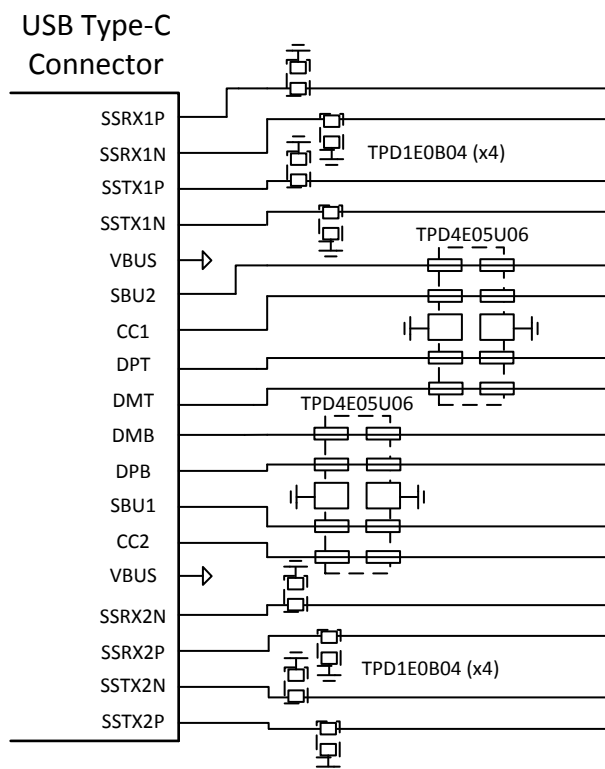 USB Type-C
Connector
SSRX1P
SSRX1N
TPD1E0B04 (x4)
SSTX1P
SSTX1N
TPD4E05U06
VBUS
SBU2
CC1
DPT
DMT
TPD4E05U06
DMB
DPB
SBU1
CC2
VBUS
SSRX2N
SSRX2P
TPD1E0B04 (x4)
SSTX2N
SSTX2P